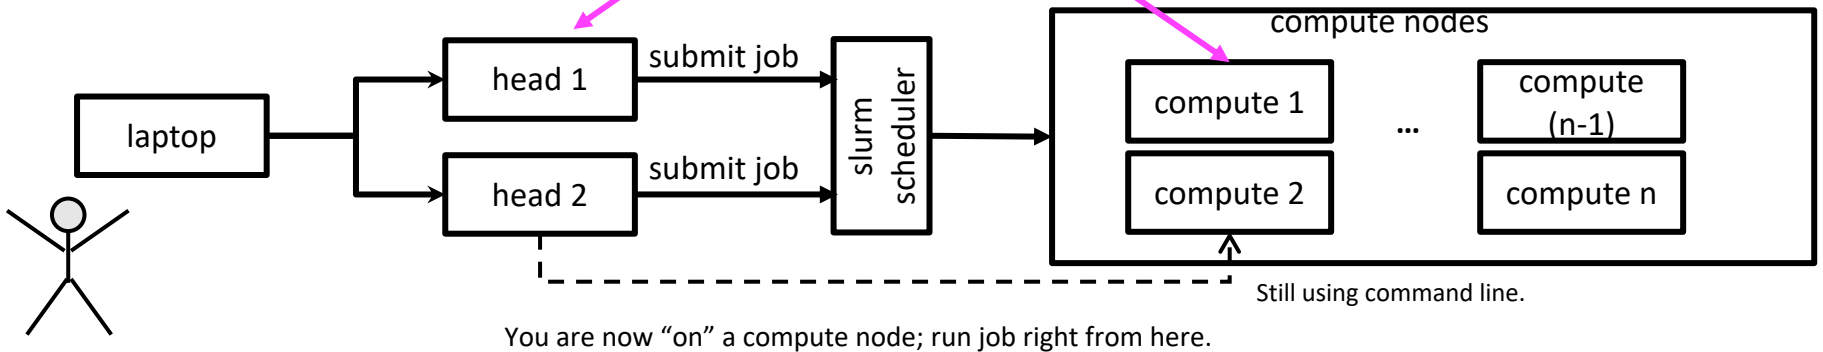 compute nodes
submit job
head 1
compute 1
compute
(n-1)
...
laptop
slurm
scheduler
submit job
head 2
compute 2
compute n
Still using command line.
You are now “on” a compute node; run job right from here.